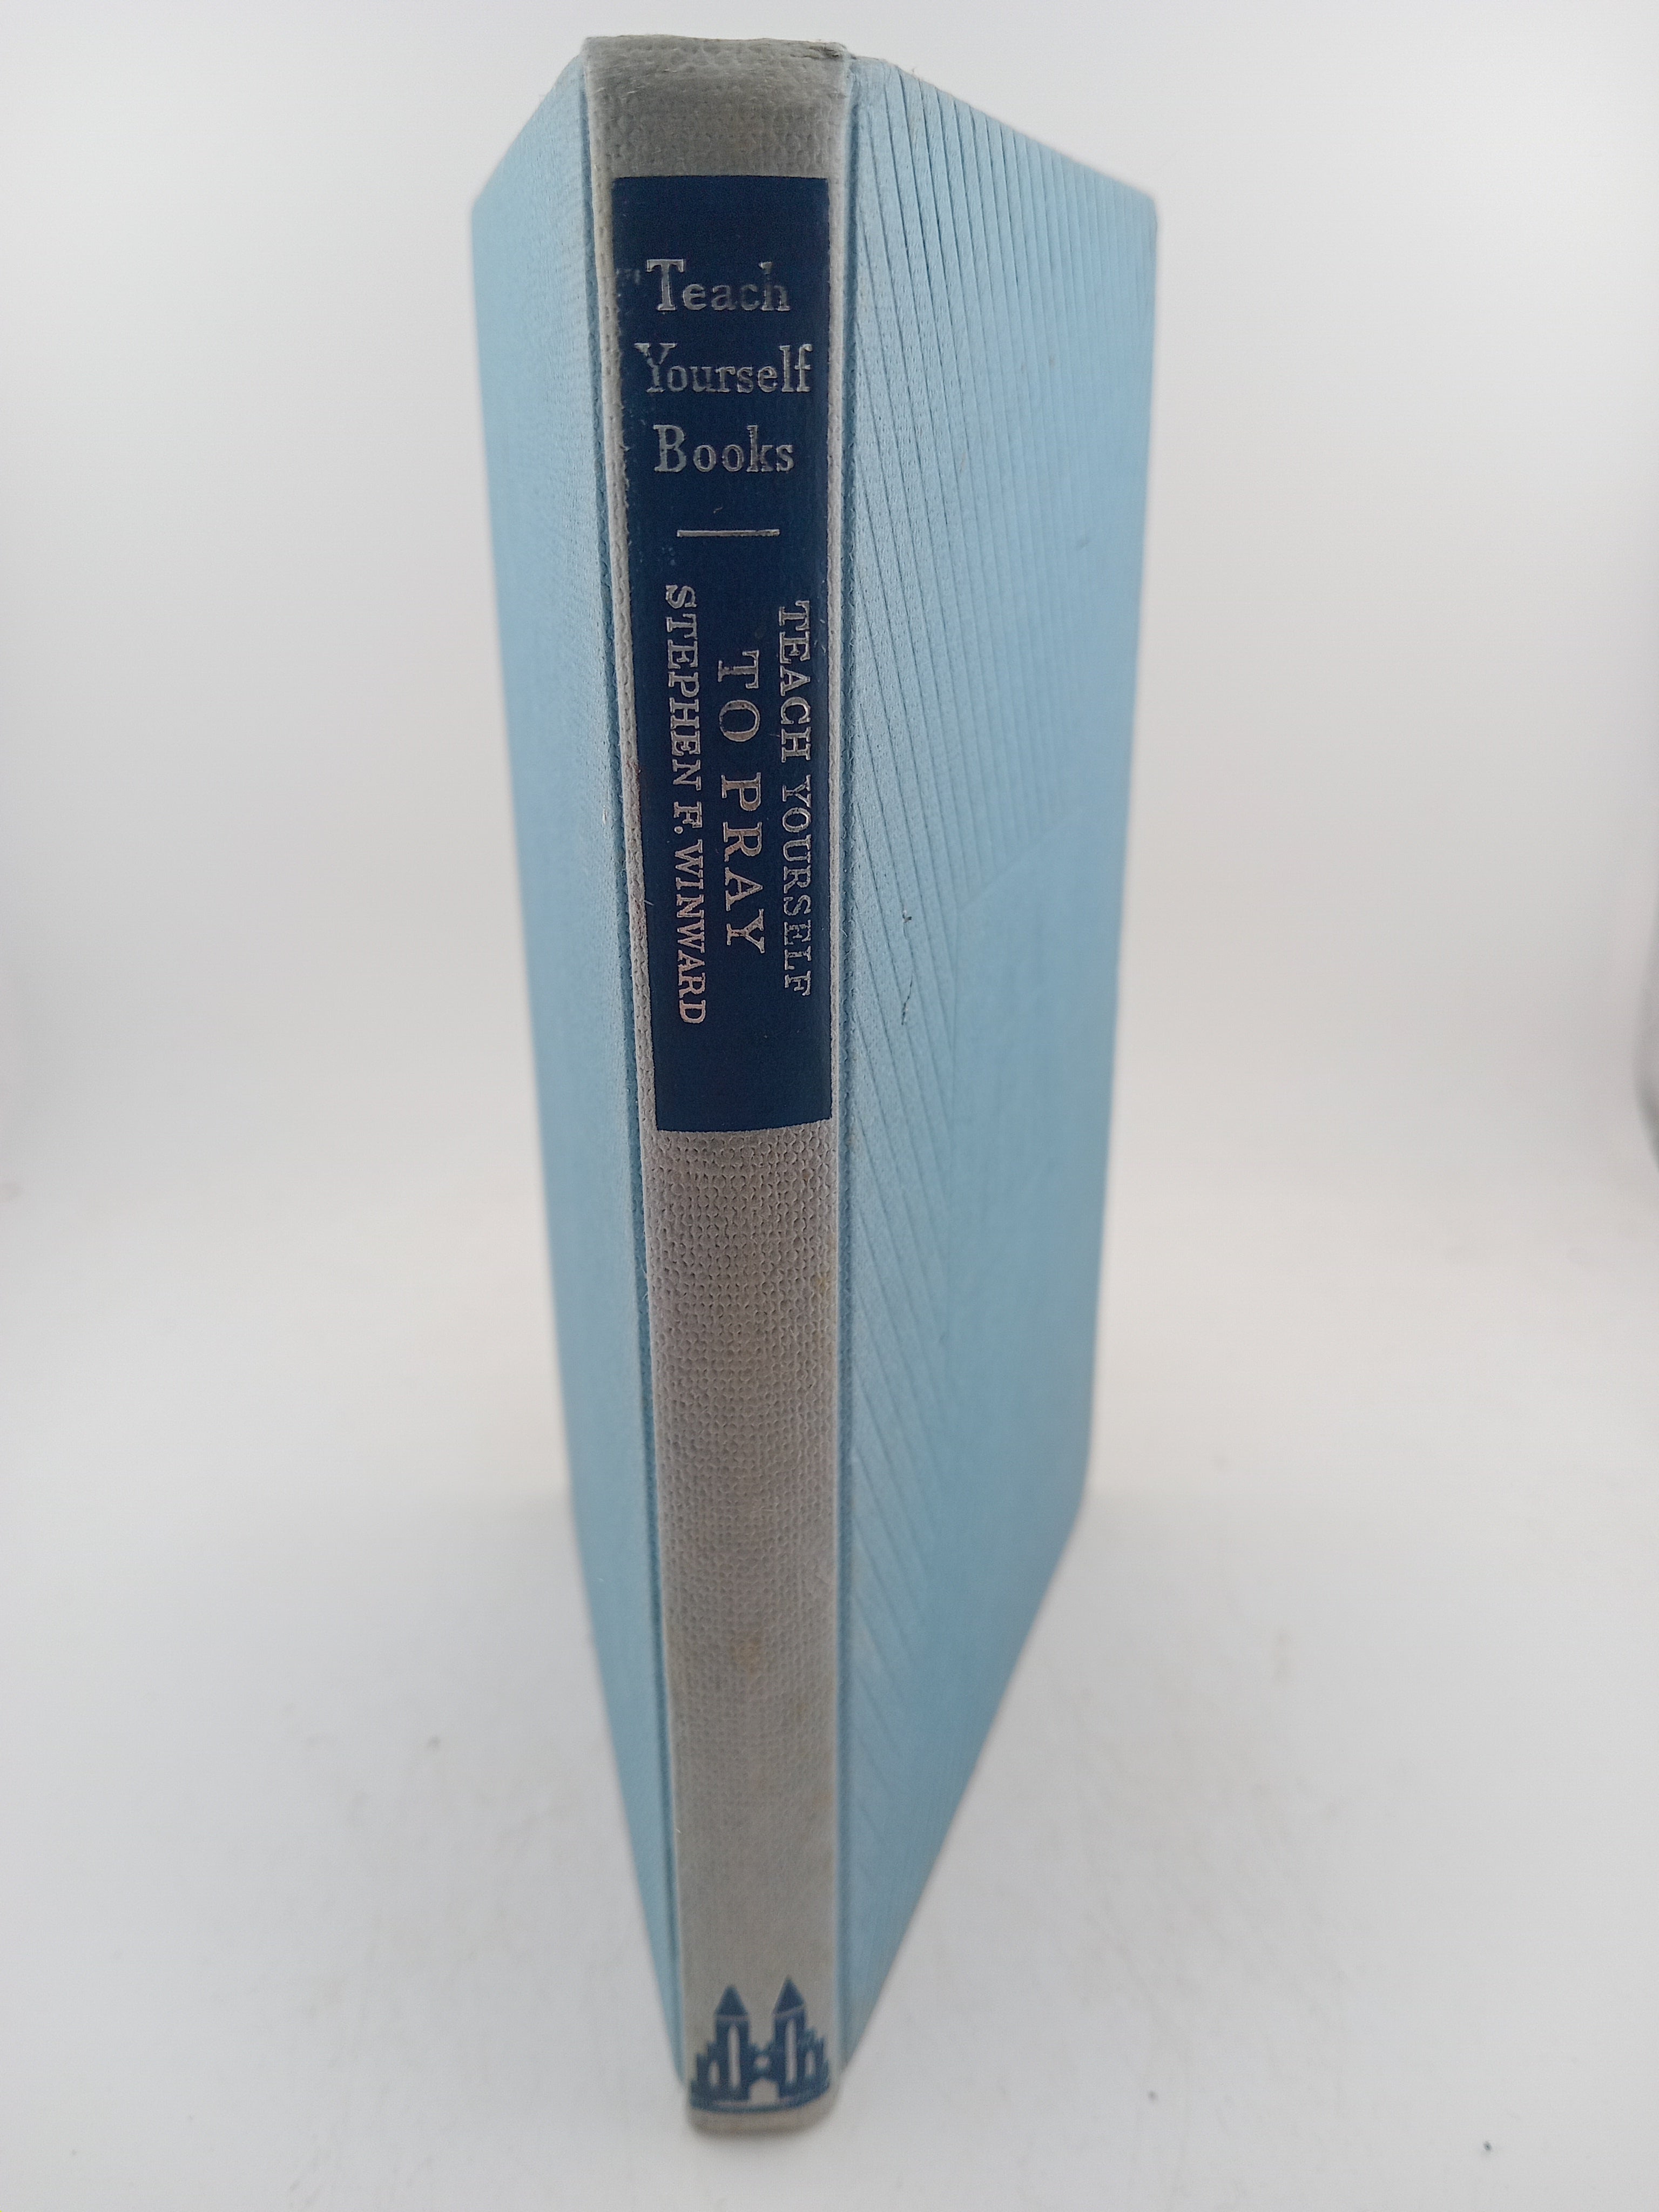 Teach
Yourself
Books
TEACH YOURSELF
TO PRAY
STEPHEN F. WINWARD